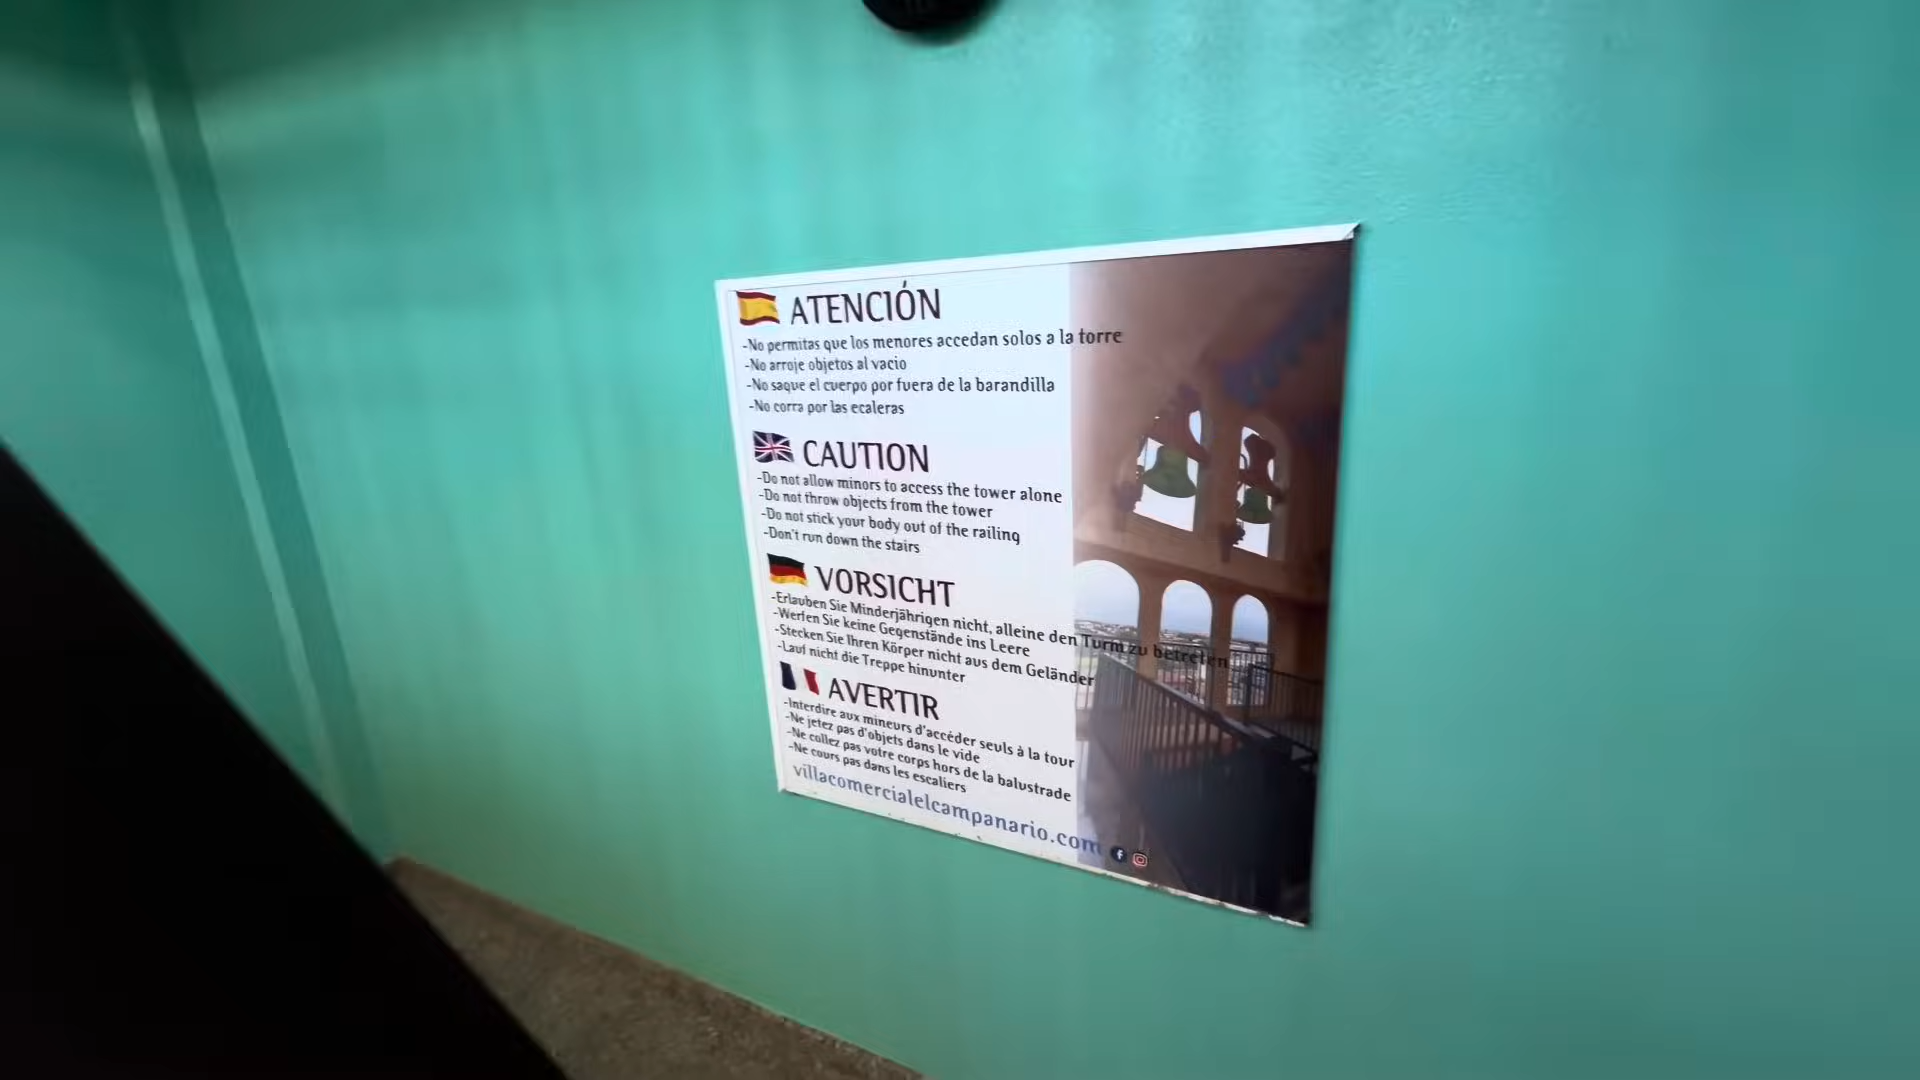 ATENCIÓN
-No permitas que los menores accedan solos a la torre
-No arroje objetos al vacio
-No saque el cuerpo por fuera de la barandilla
-No corra por las ecaleras
CAUTION
-Do not allow minors to access the tower alone
-Do not throw objects from the tower
-Do not stick your body out of the railing
-Don't run down the stairs
VORSICHT
-Erlauben Sie Minderjährigen nicht, alleine den Turm zu betreten
-Werfen Sie keine Gegenstände ins Leere
-Stecken Sie Ihren Körper nicht aus dem Geländer
-Lauf nicht die Treppe hinunter
AVERTIR
-Interdire aux mineurs d'accéder seuls à la tour
-Ne jetez pas d'objets dans le vide
-Ne collez pas votre corps hors de la balustrade
-Ne cours pas dans les escaliers
villacomercialelcampanario.com